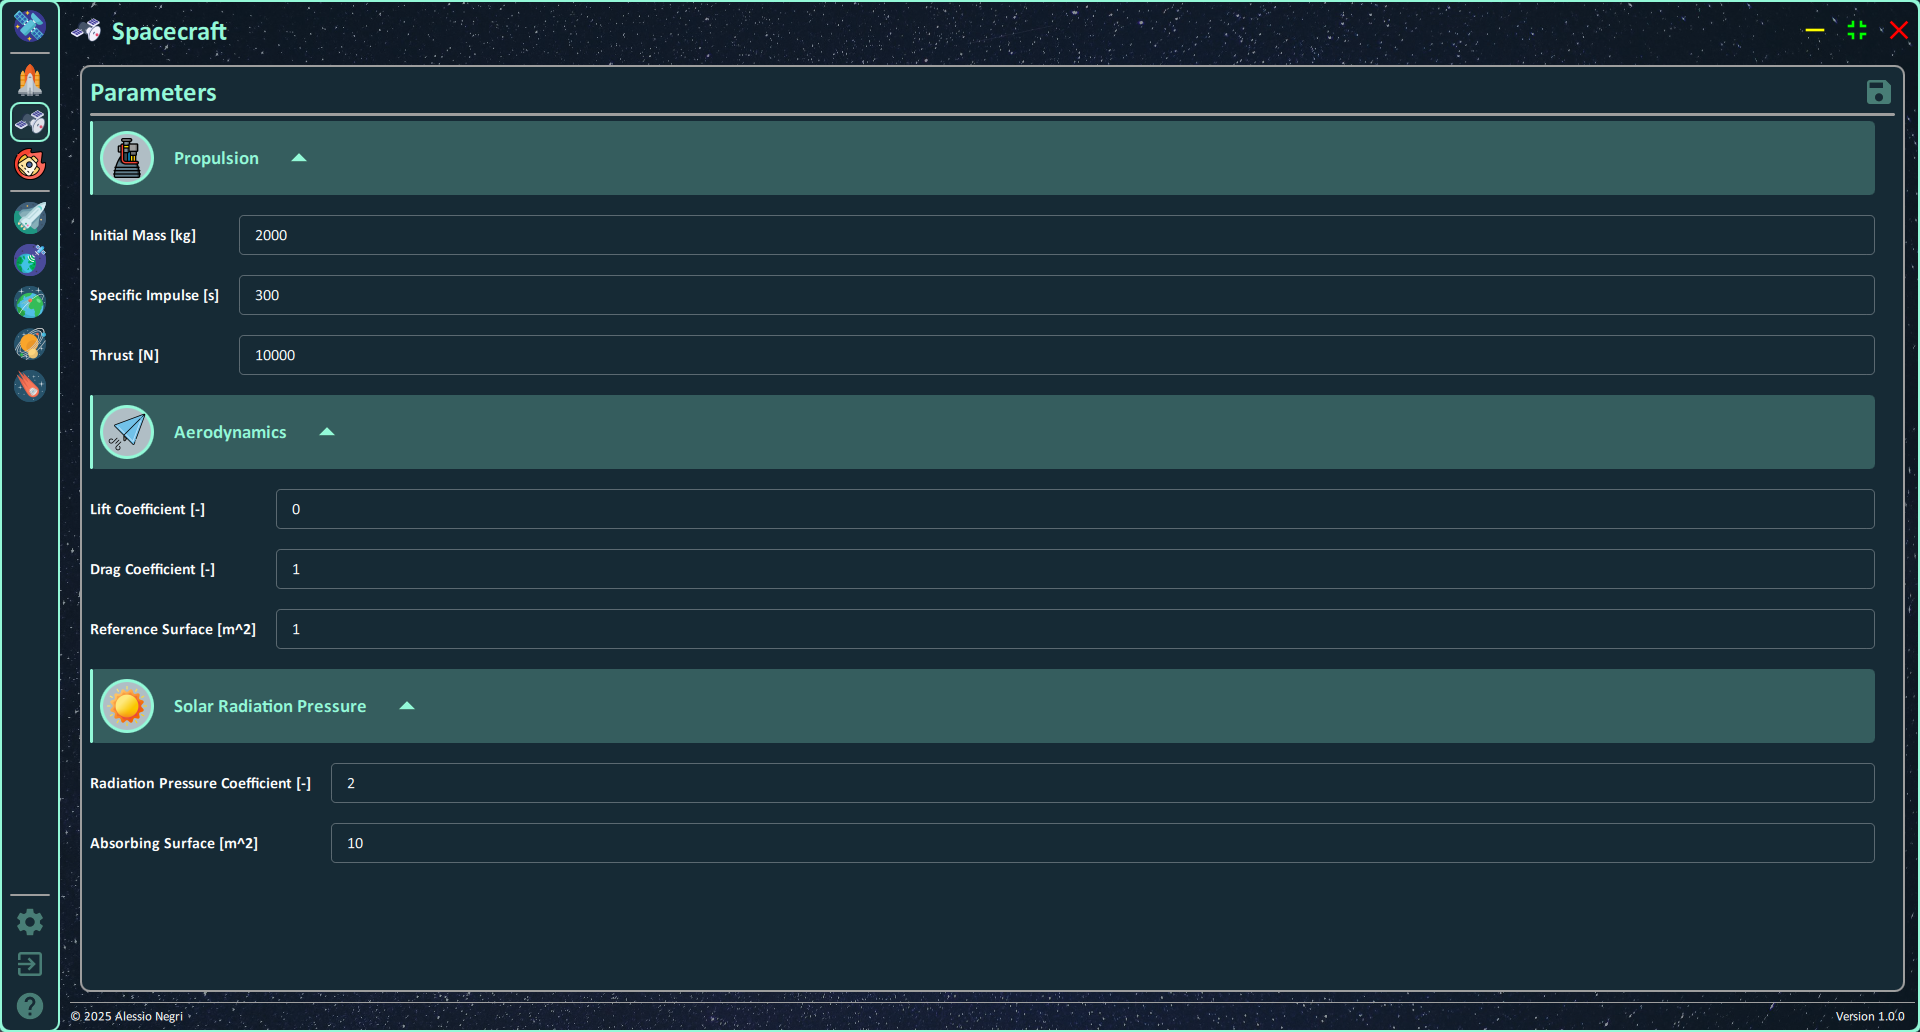 Spacecraft
Parameters
Propulsion
Initial Mass [kg] 2000
Specific Impulse [s] 300
Thrust [N] 10000
Aerodynamics
Lift Coefficient [-] 0
Drag Coefficient [-] 1
Reference Surface [m^2] 1
Solar Radiation Pressure
Radiation Pressure Coefficient [-] 2
Absorbing Surface [m^2] 10
© 2025 Alessio Negri
Version 1.0.0